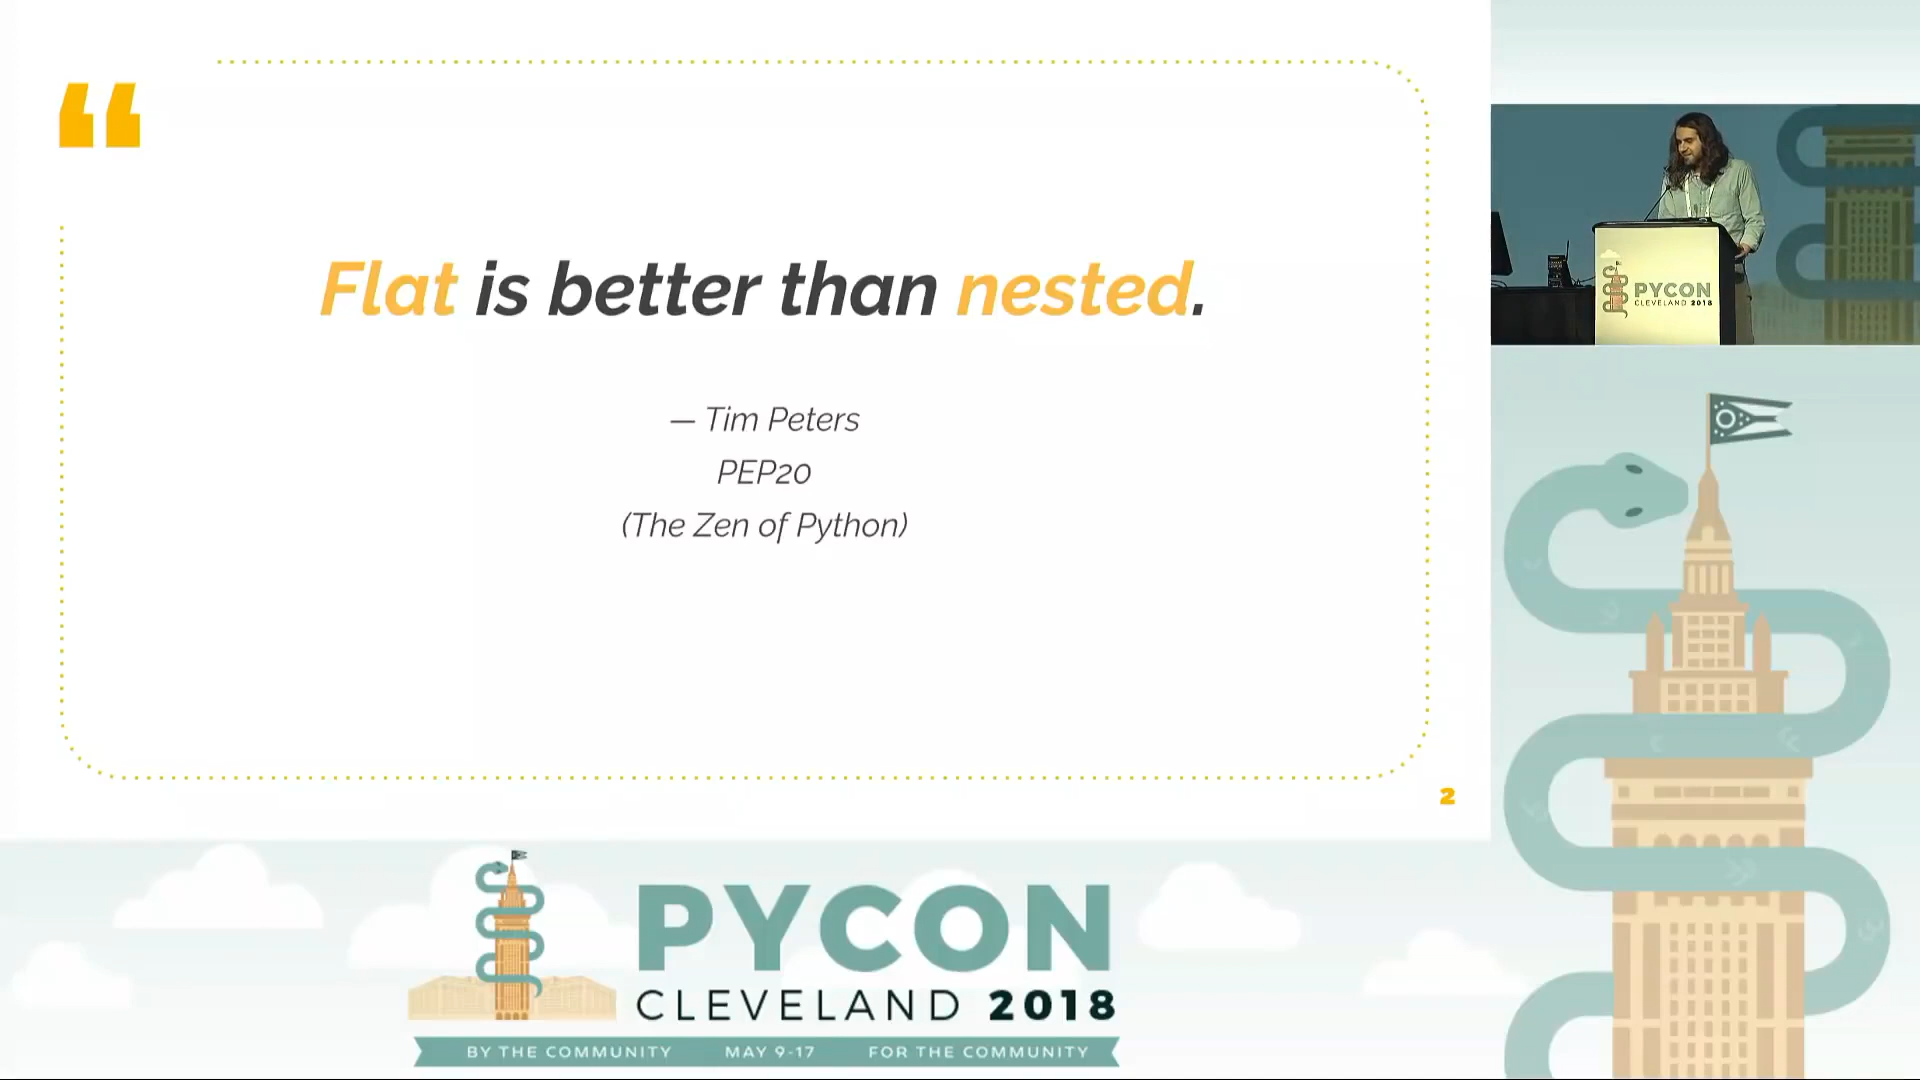 “
Flat is better than nested.
— Tim Peters
PEP20
(The Zen of Python)
2
PYCON
CLEVELAND 2018
PYCON
CLEVELAND 2018
BY THE COMMUNITY MAY 9-17 FOR THE COMMUNITY